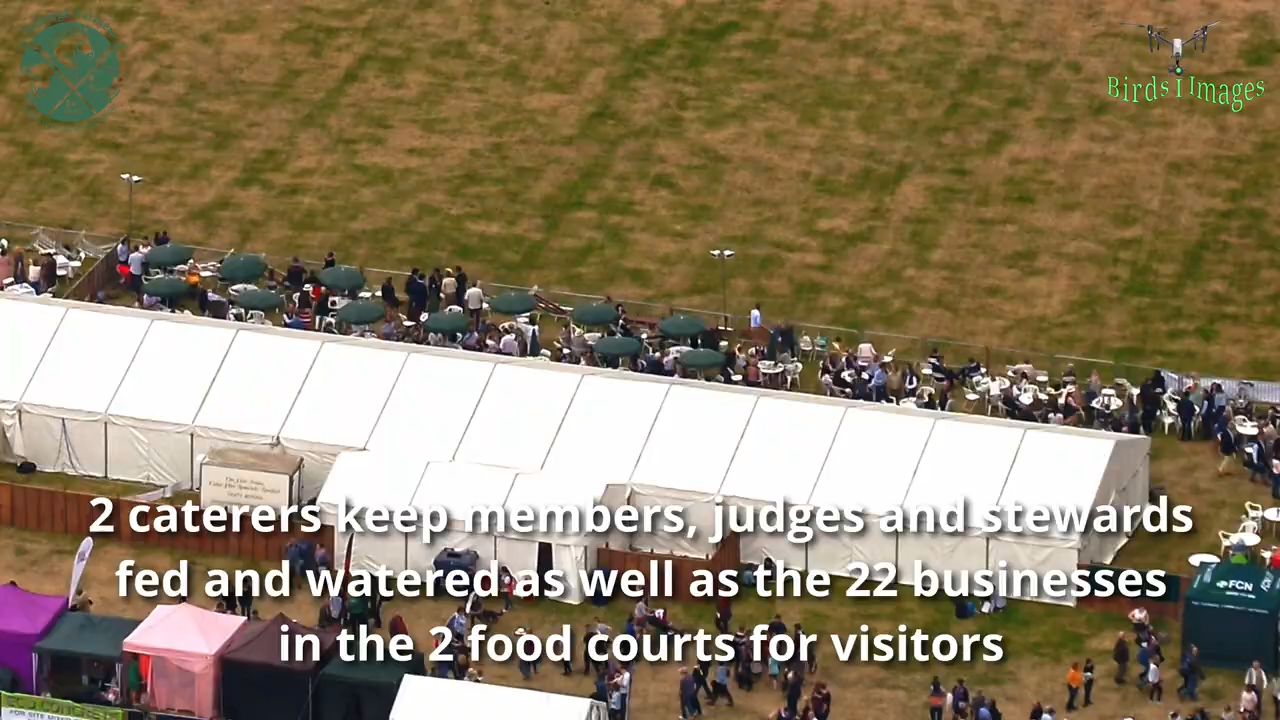 Birds I Images
2 caterers keep members, judges and stewards
fed and watered as well as the 22 businesses
in the 2 food courts for visitors
FCN